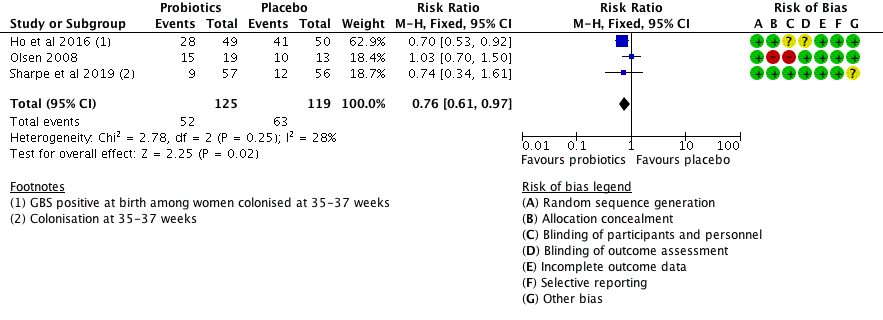 Probiotics Placebo Risk Ratio Risk Ratio Risk of Bias
Study or Subgroup Events Total Events Total Weight M-H, Fixed, 95% CI M-H, Fixed, 95% CI A B C D E F G
Ho et al 2016 (1) 28 49 41 50 62.9% 0.70 [0.53, 0.92] + + ? ? + + +
Olsen 2008 15 19 10 13 18.4% 1.03 [0.70, 1.50] + − − + + + +
Sharpe et al 2019 (2) 9 57 12 56 18.7% 0.74 [0.34, 1.61] + + + + + + ?
Total (95% CI) 125 119 100.0% 0.76 [0.61, 0.97]
Total events 52 63
Heterogeneity: Chi² = 2.78, df = 2 (P = 0.25); I² = 28%
Test for overall effect: Z = 2.25 (P = 0.02)
0.01 0.1 1 10 100
Favours probiotics Favours placebo
Footnotes
(1) GBS positive at birth among women colonised at 35-37 weeks
(2) Colonisation at 35-37 weeks
Risk of bias legend
(A) Random sequence generation
(B) Allocation concealment
(C) Blinding of participants and personnel
(D) Blinding of outcome assessment
(E) Incomplete outcome data
(F) Selective reporting
(G) Other bias